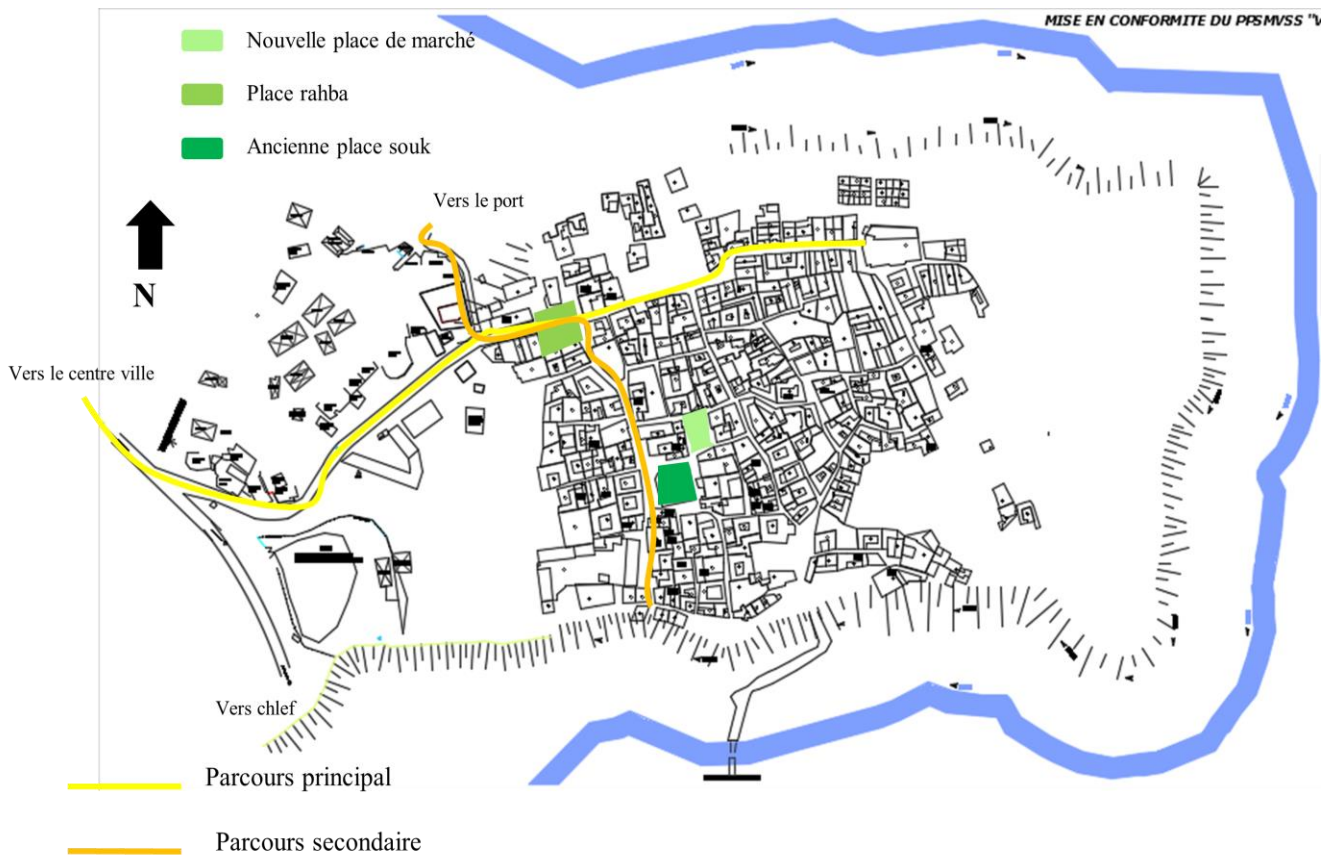 MISE EN CONFORMITE DU PPSMVSS "V
Nouvelle place de marché
Place rahba
Ancienne place souk
Vers le port
N
Vers le centre ville
Vers chlef
Parcours principal
Parcours secondaire